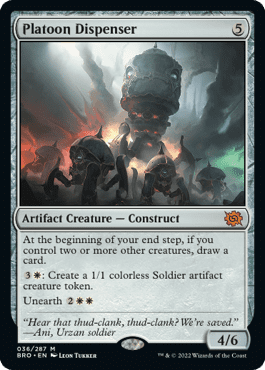 Platoon Dispenser 5
Artifact Creature — Construct
At the beginning of your end step, if you
control two or more other creatures, draw a
card.
3: Create a 1/1 colorless Soldier artifact
creature token.
Unearth 2
"Hear that thud-clank, thud-clank? We're saved."
—Ani, Urzan soldier
4/6
036/287 M
BRO • EN Leon Tukker
™ & © 2022 Wizards of the Coast